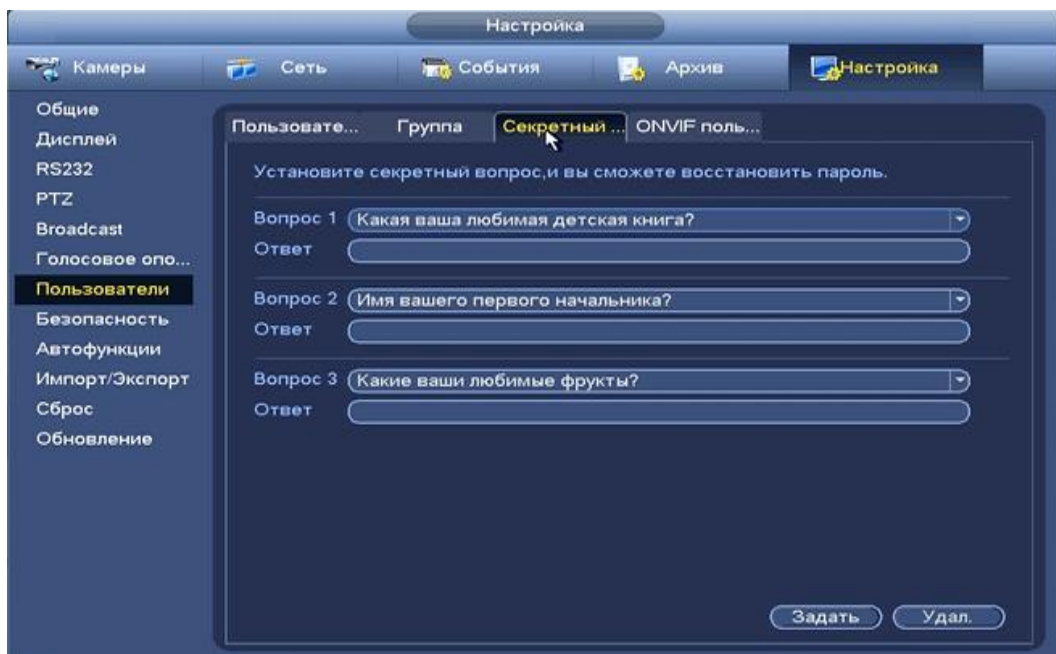 Настройка
Камеры Сеть События Архив Настройка
Общие
Дисплей
RS232
PTZ
Broadcast
Голосовое опо...
Пользователи
Безопасность
Автофункции
Импорт/Экспорт
Сброс
Обновление
Пользовате... Группа Секретный ... ONVIF поль...
Установите секретный вопрос,и вы сможете восстановить пароль.
Вопрос 1 Какая ваша любимая детская книга?
Ответ
Вопрос 2 Имя вашего первого начальника?
Ответ
Вопрос 3 Какие ваши любимые фрукты?
Ответ
Задать Удал.